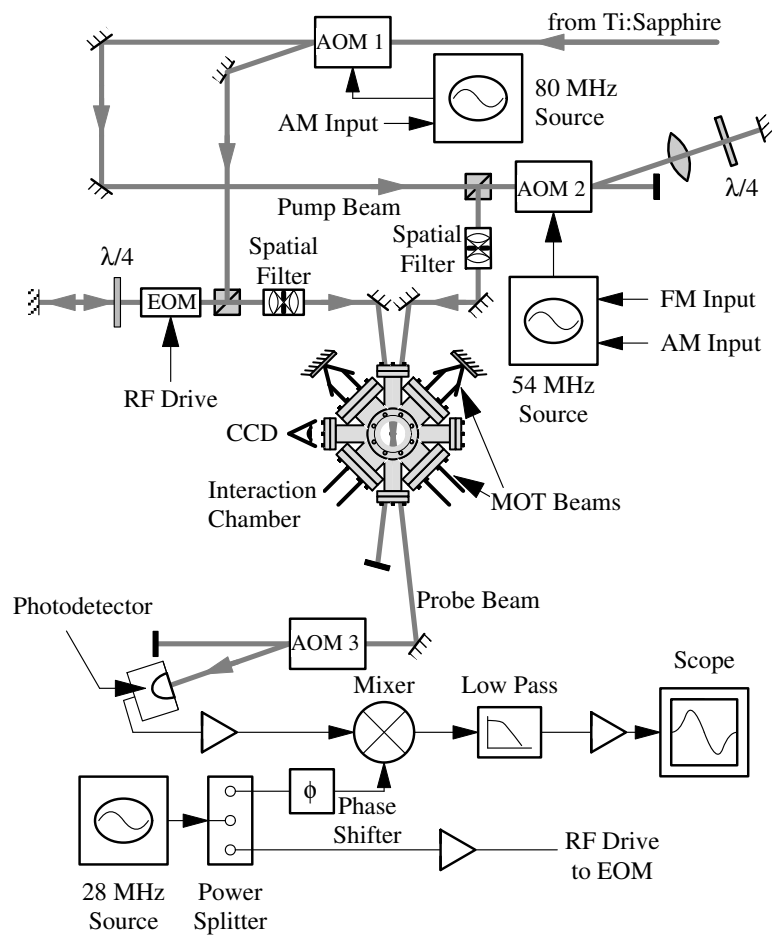 from Ti:Sapphire
AOM 1
80 MHz
Source
AM Input
λ/4
AOM 2
Pump Beam
Spatial
Filter
Spatial
Filter
λ/4
EOM
FM Input
AM Input
RF Drive
54 MHz
Source
CCD
Interaction
Chamber
MOT Beams
Probe Beam
Photodetector
AOM 3
Mixer
Low Pass
Scope
ϕ
Phase
Shifter
RF Drive
to EOM
28 MHz
Source
Power
Splitter